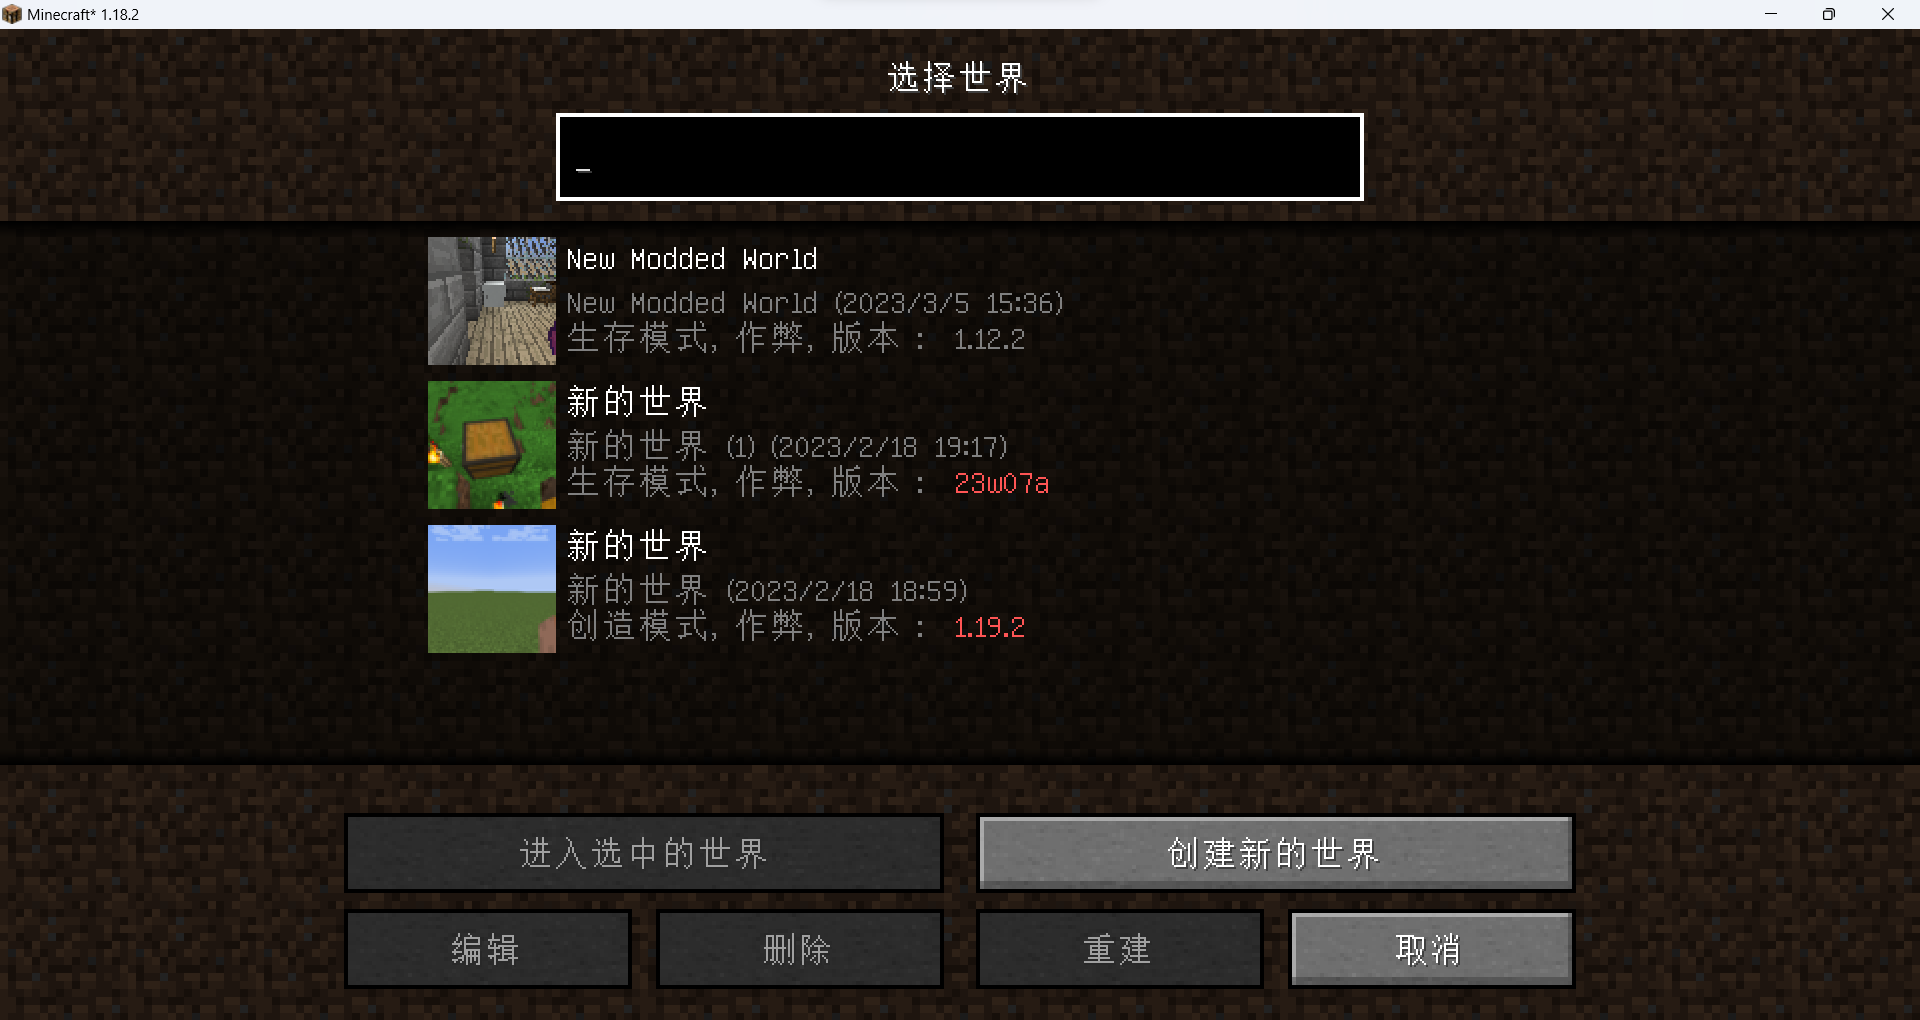 Minecraft* 1.18.2
选择世界
_
New Modded World
New Modded World (2023/3/5 15:36)
生存模式, 作弊, 版本： 1.12.2
新的世界
新的世界 (1) (2023/2/18 19:17)
生存模式, 作弊, 版本： 23w07a
新的世界
新的世界 (2023/2/18 18:59)
创造模式, 作弊, 版本： 1.19.2
进入选中的世界
创建新的世界
编辑
删除
重建
取消